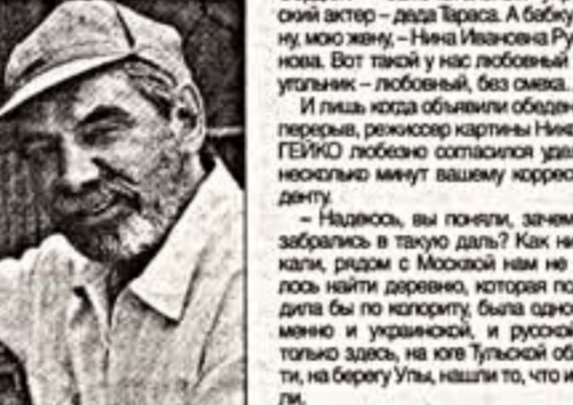 ский актер – деда Тараса. А бабку
ну, мою жену, – Нина Ивановна Ру
нова. Вот такой у нас любовный
угольник – любовный, без смеха..
И лишь когда объявили обеден
перерыв, режиссер картины Нико
ГЕЙКО любезно согласился уде
несколько минут вашему коррес
денту.
– Надеюсь, вы поняли, зачем
забрались в такую даль? Как ни
кали, рядом с Москвой нам не
лось найти деревню, которая по
дила бы по колориту, была одно
менно и украинской, и русской
только здесь, на юге Тульской об
ти, на берегу Упы, нашли то, что и
ли.